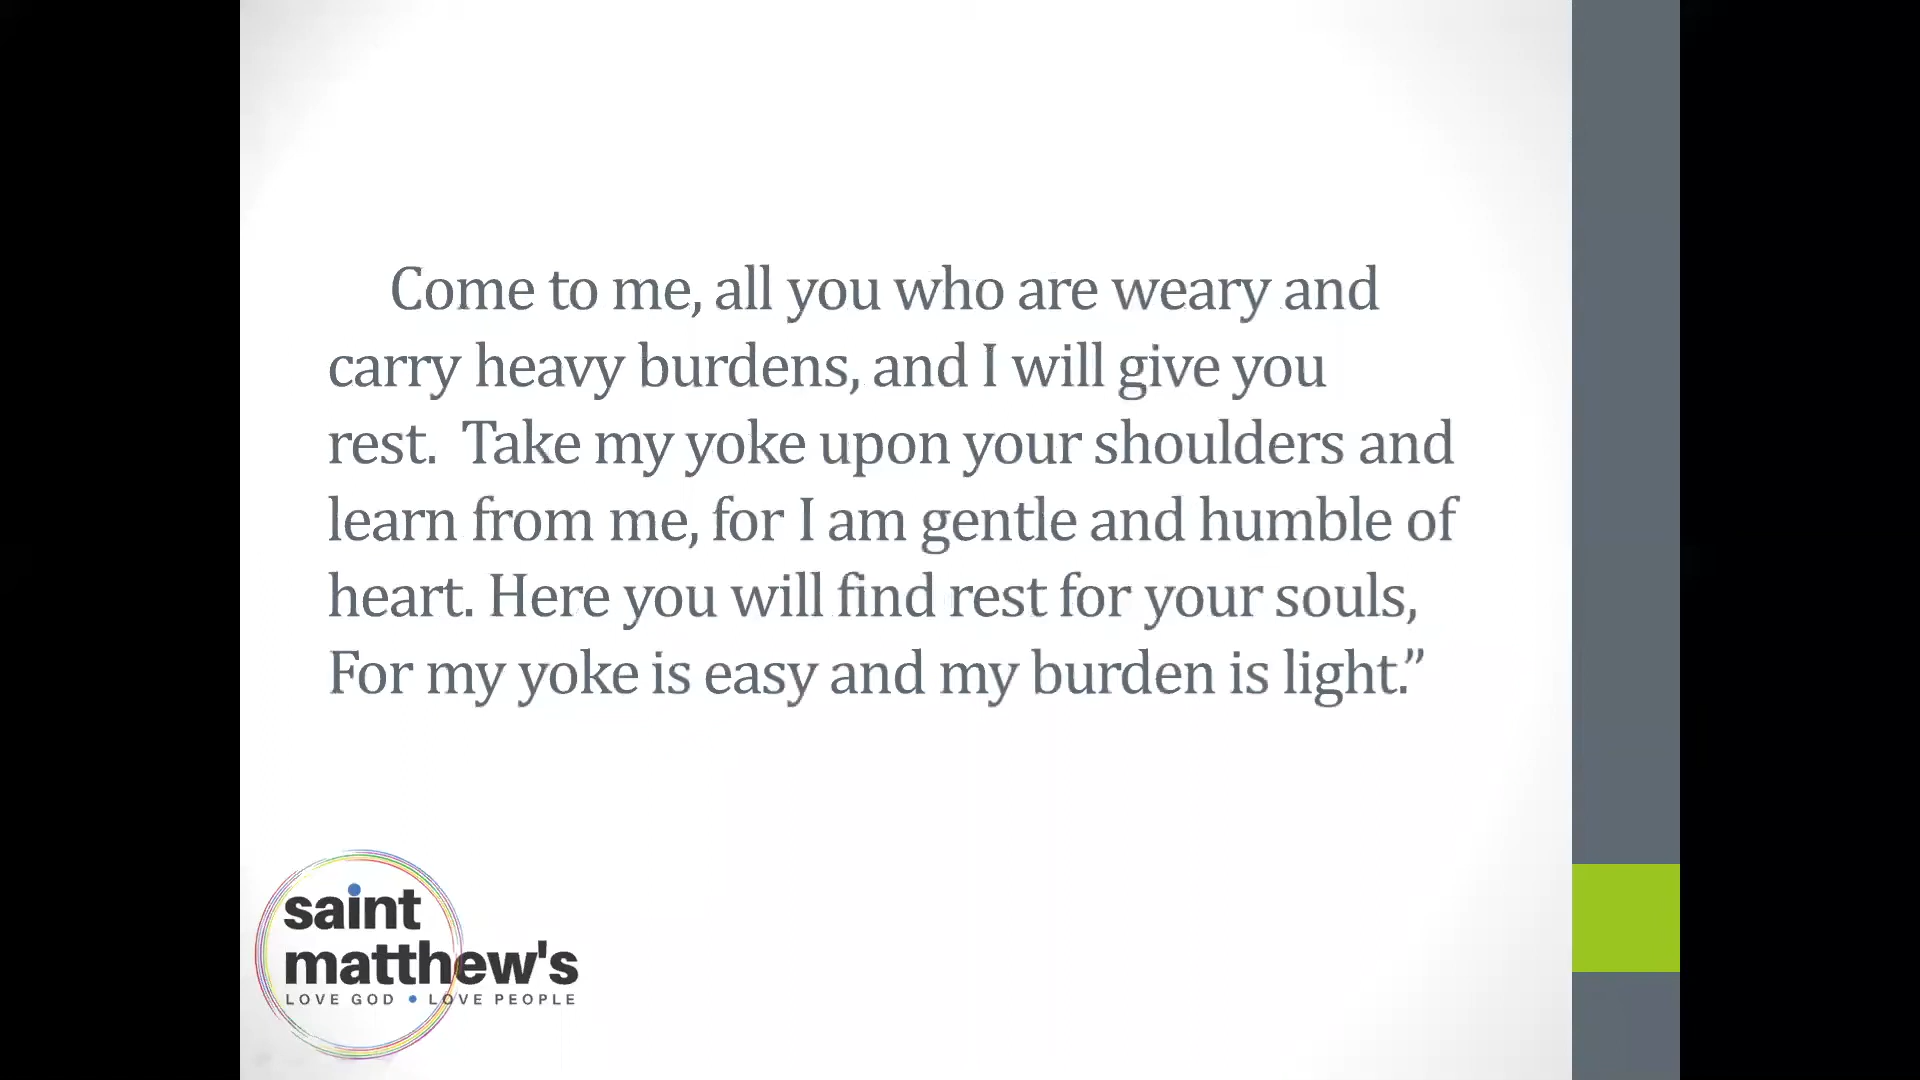 Come to me, all you who are weary and
carry heavy burdens, and I will give you
rest.  Take my yoke upon your shoulders and
learn from me, for I am gentle and humble of
heart. Here you will find rest for your souls,
For my yoke is easy and my burden is light.”
saint
matthew's
LOVE GOD • LOVE PEOPLE